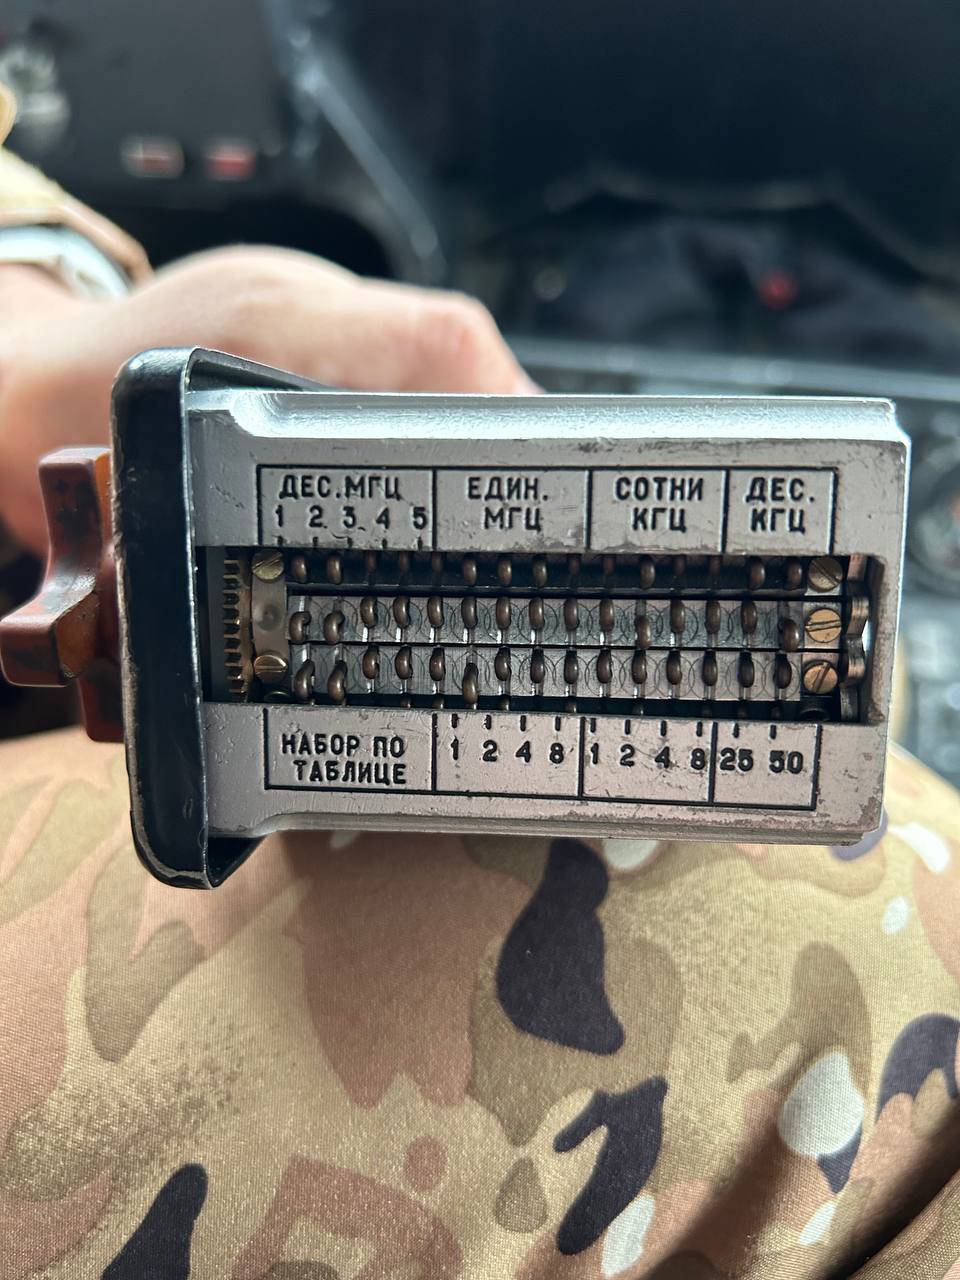 ДЕС.МГЦ
1 2 3 4 5
ЕДИН.
МГЦ
СОТНИ
КГЦ
ДЕС.
КГЦ
НАБОР ПО
ТАБЛИЦЕ
1 2 4 8
1 2 4 8
25 50